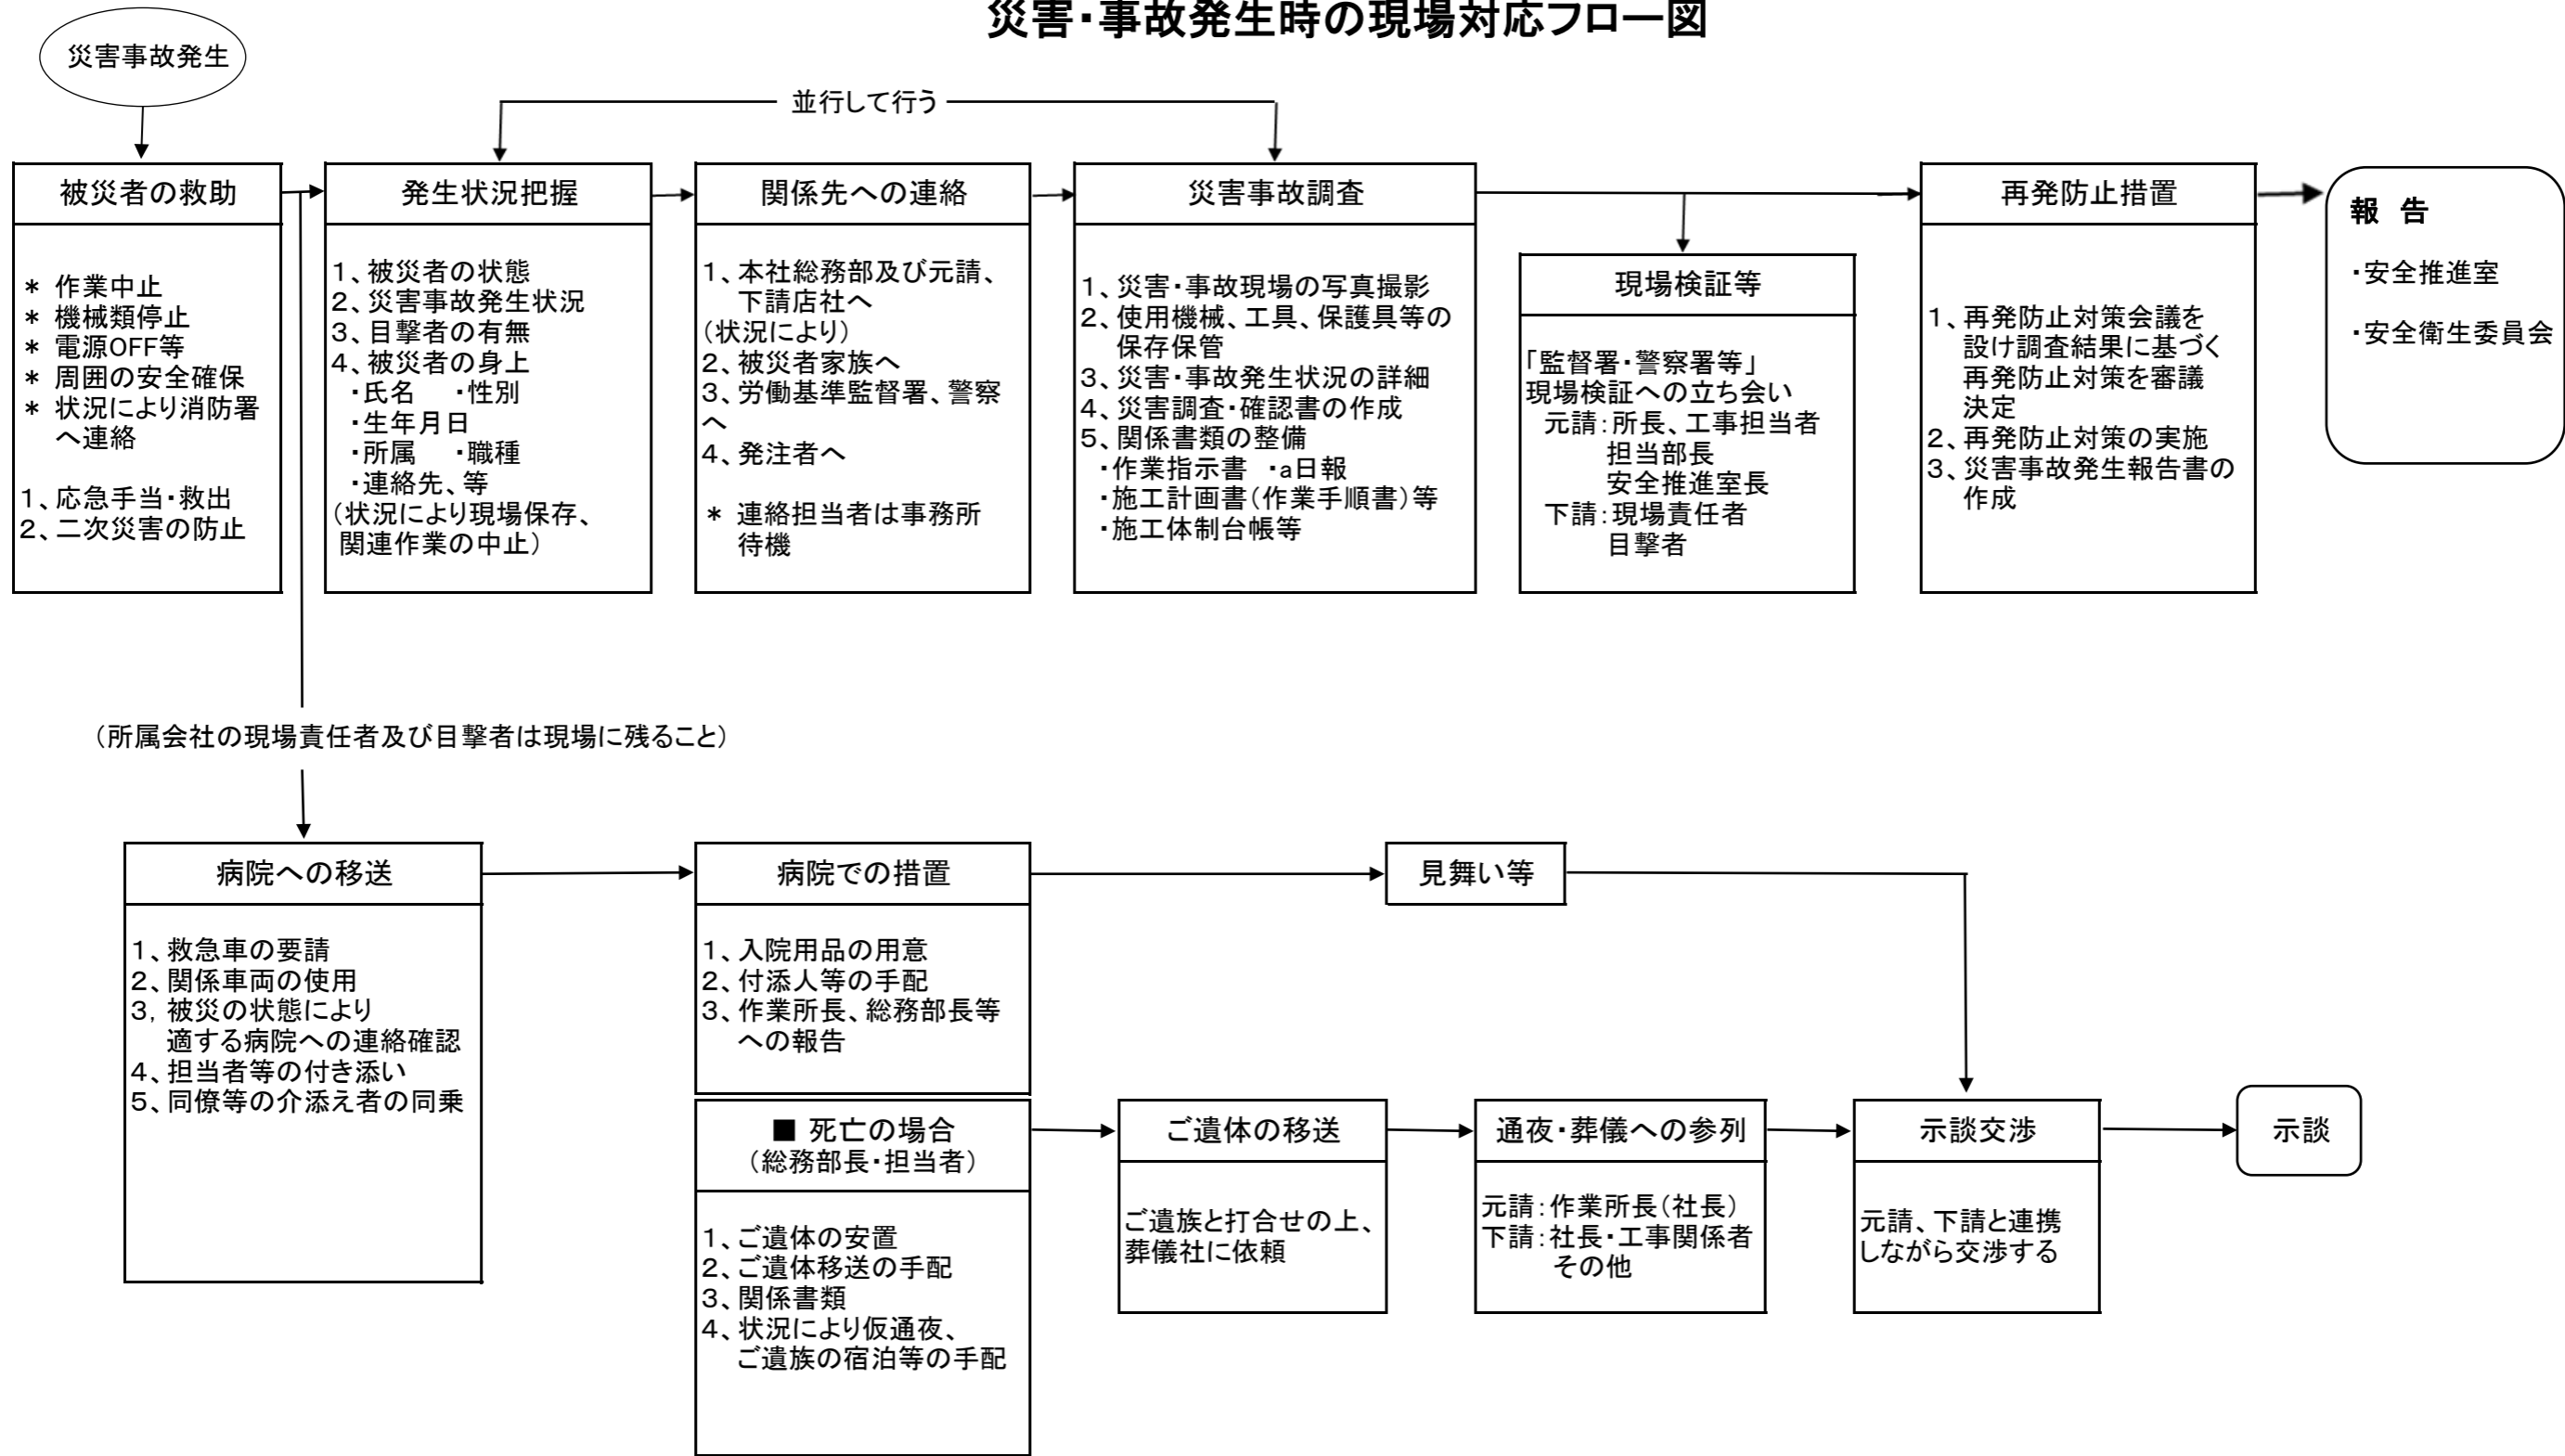 災害・事故発生時の現場対応フロー図
災害事故発生
並行して行う
被災者の救助
* 作業中止
* 機械類停止
* 電源OFF等
* 周囲の安全確保
* 状況により消防署
へ連絡
1、応急手当・救出
2、二次災害の防止
発生状況把握
1、被災者の状態
2、災害事故発生状況
3、目撃者の有無
4、被災者の身上
・氏名 ・性別
・生年月日
・所属 ・職種
・連絡先、等
(状況により現場保存、
関連作業の中止)
関係先への連絡
1、本社総務部及び元請、
下請店社へ
(状況により)
2、被災者家族へ
3、労働基準監督署、警察
へ
4、発注者へ
* 連絡担当者は事務所
待機
災害事故調査
1、災害・事故現場の写真撮影
2、使用機械、工具、保護具等の
保存保管
3、災害・事故発生状況の詳細
4、災害調査・確認書の作成
5、関係書類の整備
・作業指示書 ・a日報
・施工計画書(作業手順書)等
・施工体制台帳等
現場検証等
「監督署・警察署等」
現場検証への立ち会い
元請:所長、工事担当者
担当部長
安全推進室長
下請:現場責任者
目撃者
再発防止措置
1、再発防止対策会議を
設け調査結果に基づく
再発防止対策を審議
決定
2、再発防止対策の実施
3、災害事故発生報告書の
作成
報 告
・安全推進室
・安全衛生委員会
(所属会社の現場責任者及び目撃者は現場に残ること)
病院への移送
1、救急車の要請
2、関係車両の使用
3,被災の状態により
適する病院への連絡確認
4、担当者等の付き添い
5、同僚等の介添え者の同乗
病院での措置
1、入院用品の用意
2、付添人等の手配
3、作業所長、総務部長等
への報告
見舞い等
■ 死亡の場合
(総務部長・担当者)
1、ご遺体の安置
2、ご遺体移送の手配
3、関係書類
4、状況により仮通夜、
ご遺族の宿泊等の手配
ご遺体の移送
ご遺族と打合せの上、
葬儀社に依頼
通夜・葬儀への参列
元請:作業所長(社長)
下請:社長・工事関係者
その他
示談交渉
元請、下請と連携
しながら交渉する
示談